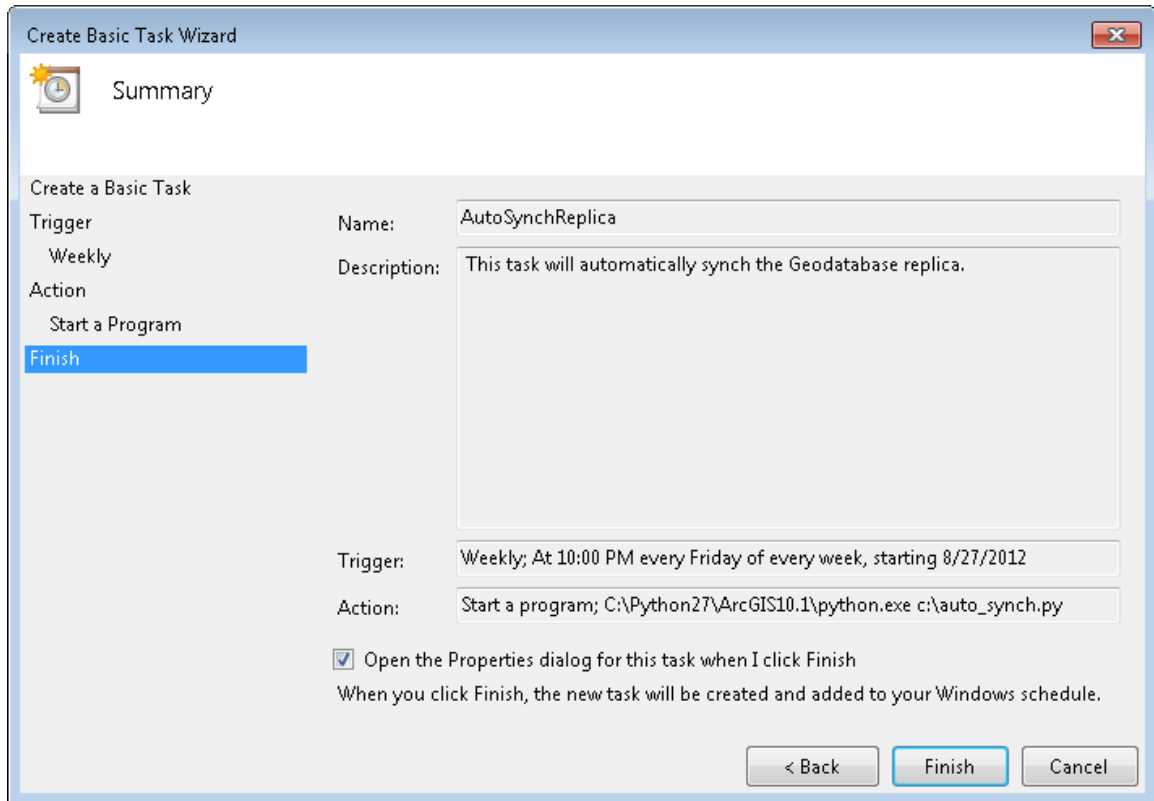 Create Basic Task Wizard
Summary
Create a Basic Task
Trigger
Weekly
Action
Start a Program
Finish
Name: AutoSynchReplica
Description: This task will automatically synch the Geodatabase replica.
Trigger: Weekly; At 10:00 PM every Friday of every week, starting 8/27/2012
Action: Start a program; C:\Python27\ArcGIS10.1\python.exe c:\auto_synch.py
Open the Properties dialog for this task when I click Finish
When you click Finish, the new task will be created and added to your Windows schedule.
< Back Finish Cancel